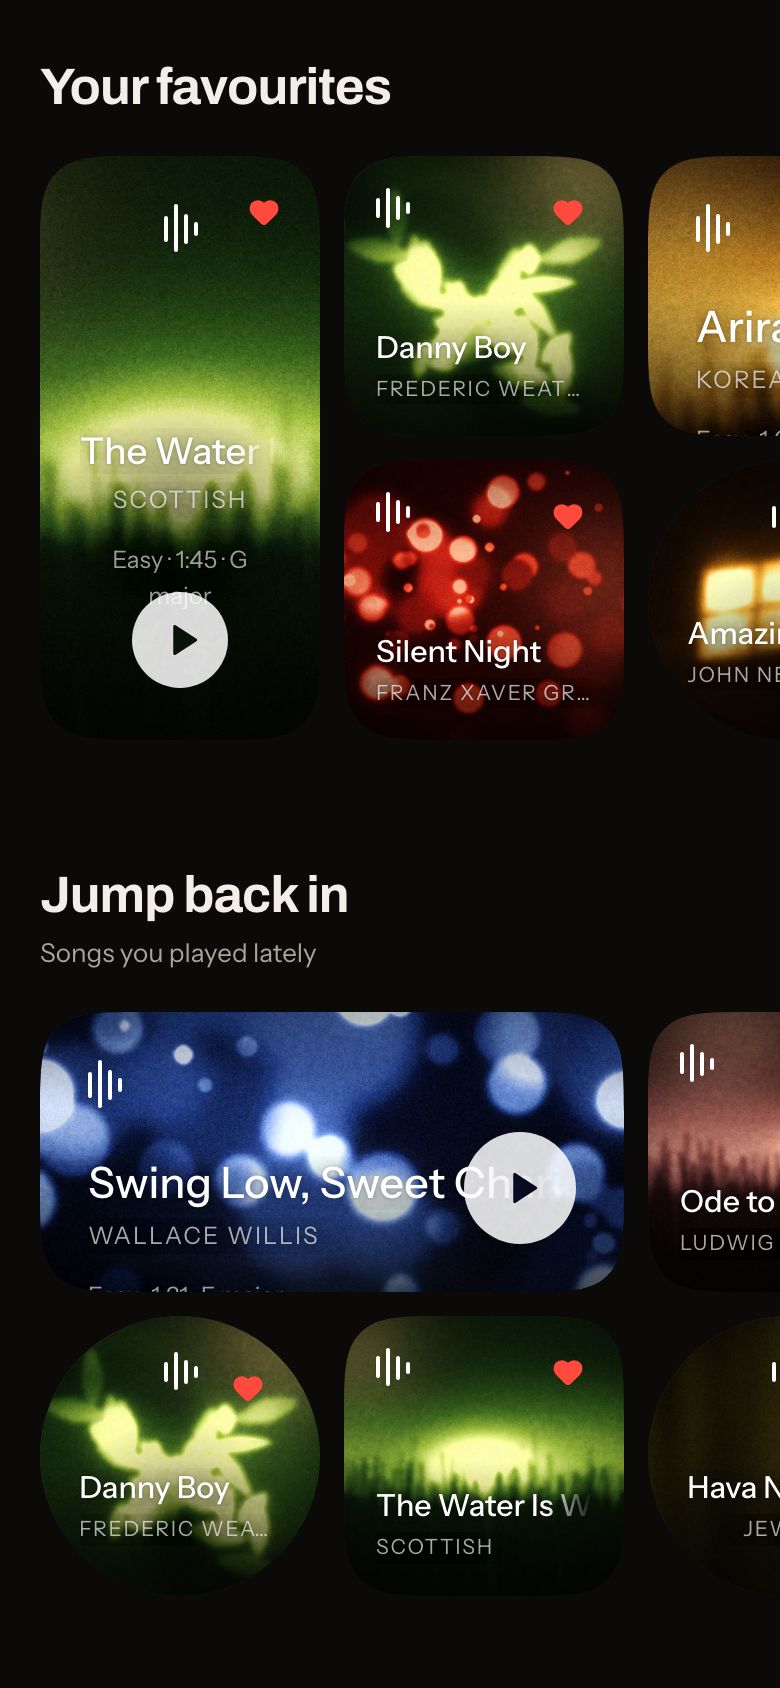 Your favourites
The Water
SCOTTISH
Easy · 1:45 · G
major
Danny Boy
FREDERIC WEAT…
Silent Night
FRANZ XAVER GR…
Arira
KOREA
Amazi
JOHN NE
Jump back in
Songs you played lately
Swing Low, Sweet Ch
WALLACE WILLIS
Ode to
LUDWIG
Danny Boy
FREDERIC WEA…
The Water Is W
SCOTTISH
Hava N
JEW